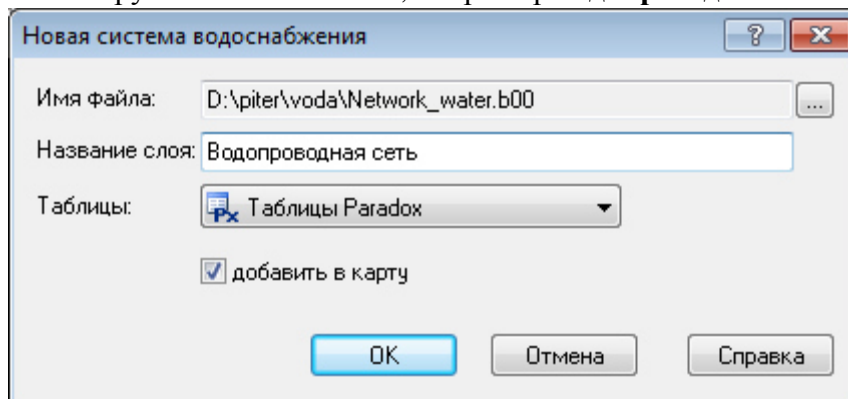 Новая система водоснабжения
Имя файла: D:\piter\voda\Network_water.b00 ...
Название слоя: Водопроводная сеть
Таблицы: Px Таблицы Paradox
добавить в карту
OK Отмена Справка